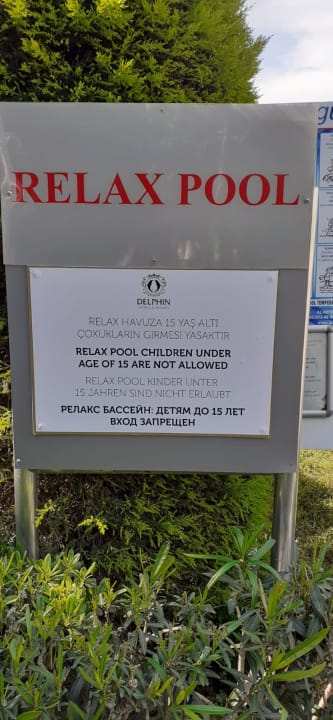 RELAX POOL
DELPHIN
RELAX HAVUZA 15 YAŞ ALTI
ÇOXUKLARIN GİRMESİ YASAKTIR
RELAX POOL CHILDREN UNDER
AGE OF 15 ARE NOT ALLOWED
RELAX POOL KINDER UNTER
15 JAHREN SIND NICHT ERLAUBT
РЕЛАКС БАССЕЙН: ДЕТЯМ ДО 15 ЛЕТ
ВХОД ЗАПРЕЩЕН